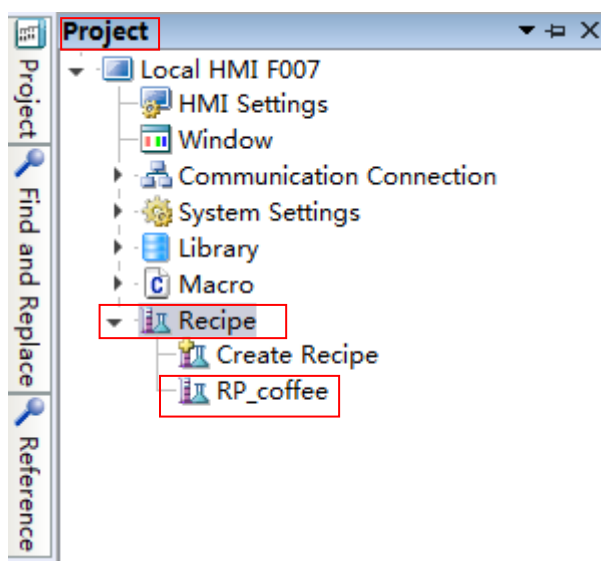 Project
Local HMI F007
HMI Settings
Window
Communication Connection
System Settings
Library
C Macro
Recipe
Create Recipe
RP_coffee
Project
Find and Replace
Reference